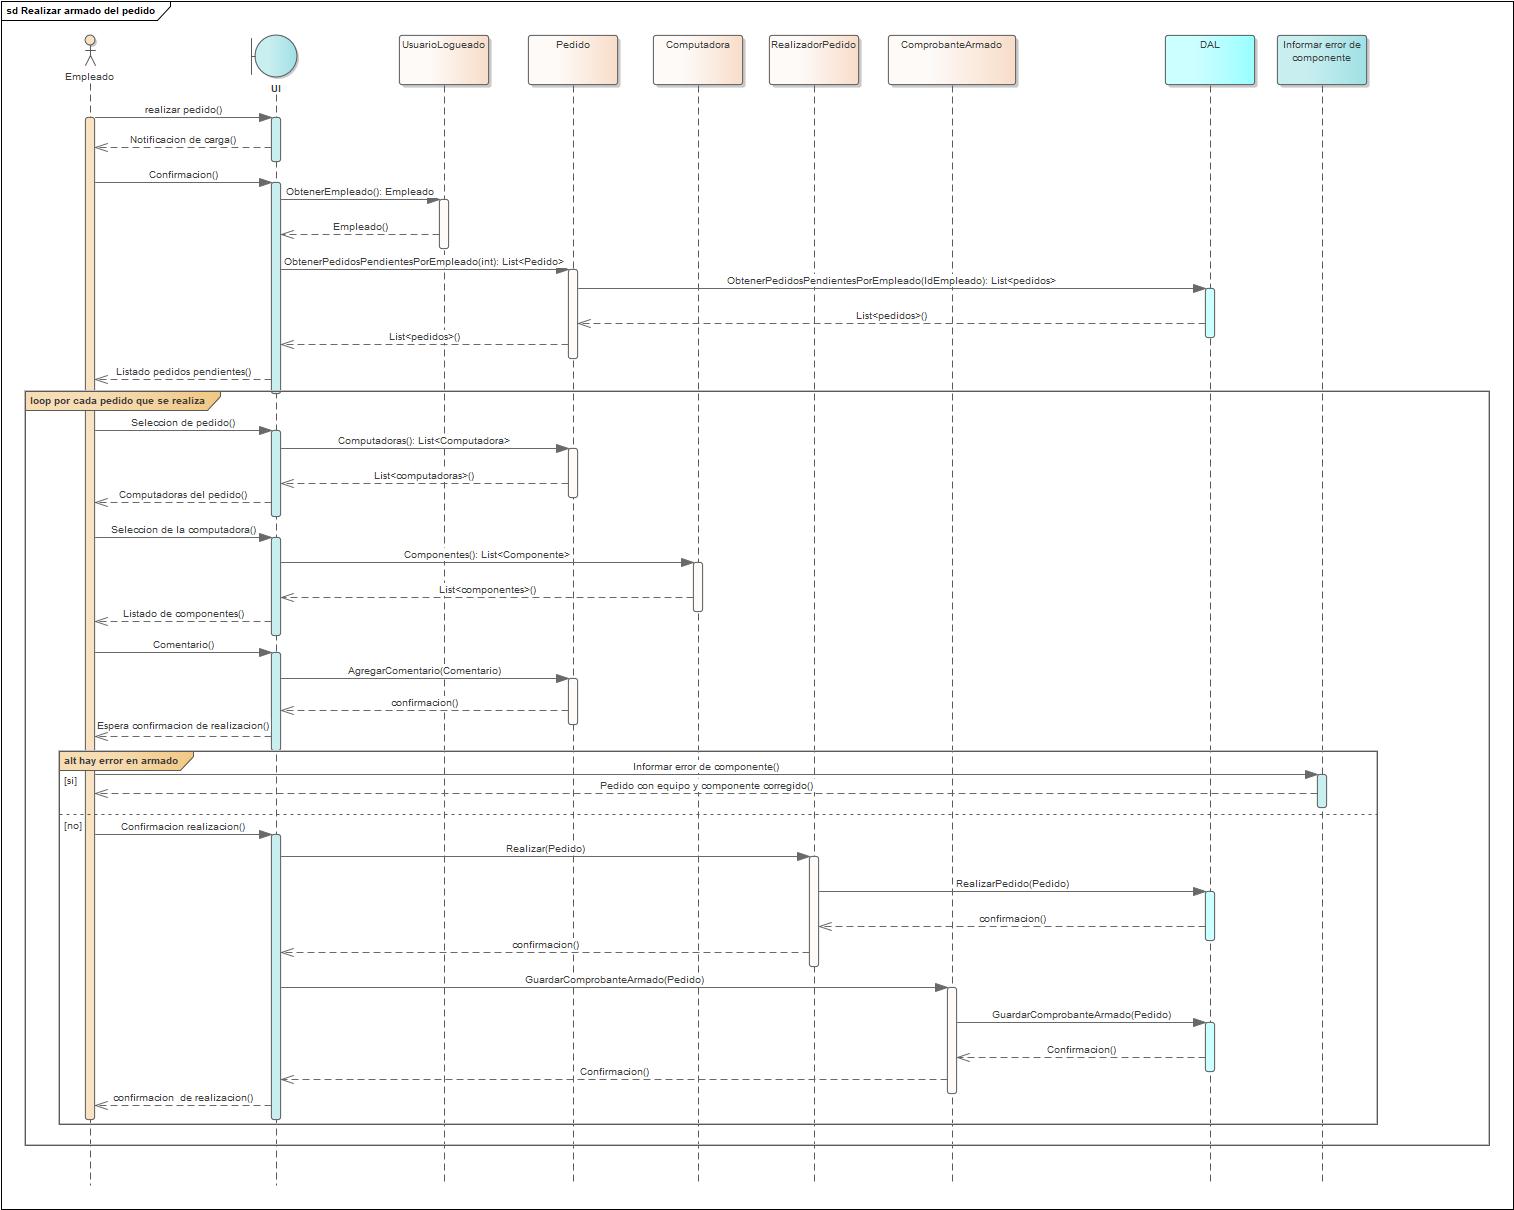 sd Realizar armado del pedido
Empleado
UI
UsuarioLogueado
Pedido
Computadora
RealizadorPedido
ComprobanteArmado
DAL
Informar error de
componente
realizar pedido()
Notificacion de carga()
Confirmacion()
ObtenerEmpleado(): Empleado
Empleado()
ObtenerPedidosPendientesPorEmpleado(int): List<Pedido>
ObtenerPedidosPendientesPorEmpleado(IdEmpleado): List<pedidos>
List<pedidos>()
List<pedidos>()
Listado pedidos pendientes()
loop por cada pedido que se realiza
Seleccion de pedido()
Computadoras(): List<Computadora>
List<computadoras>()
Computadoras del pedido()
Seleccion de la computadora()
Componentes(): List<Componente>
List<componentes>()
Listado de componentes()
Comentario()
AgregarComentario(Comentario)
confirmacion()
Espera confirmacion de realizacion()
alt hay error en armado
Informar error de componente()
[si]
Pedido con equipo y componente corregido()
[no]
Confirmacion realizacion()
Realizar(Pedido)
RealizarPedido(Pedido)
confirmacion()
confirmacion()
GuardarComprobanteArmado(Pedido)
GuardarComprobanteArmado(Pedido)
Confirmacion()
Confirmacion()
confirmacion  de realizacion()